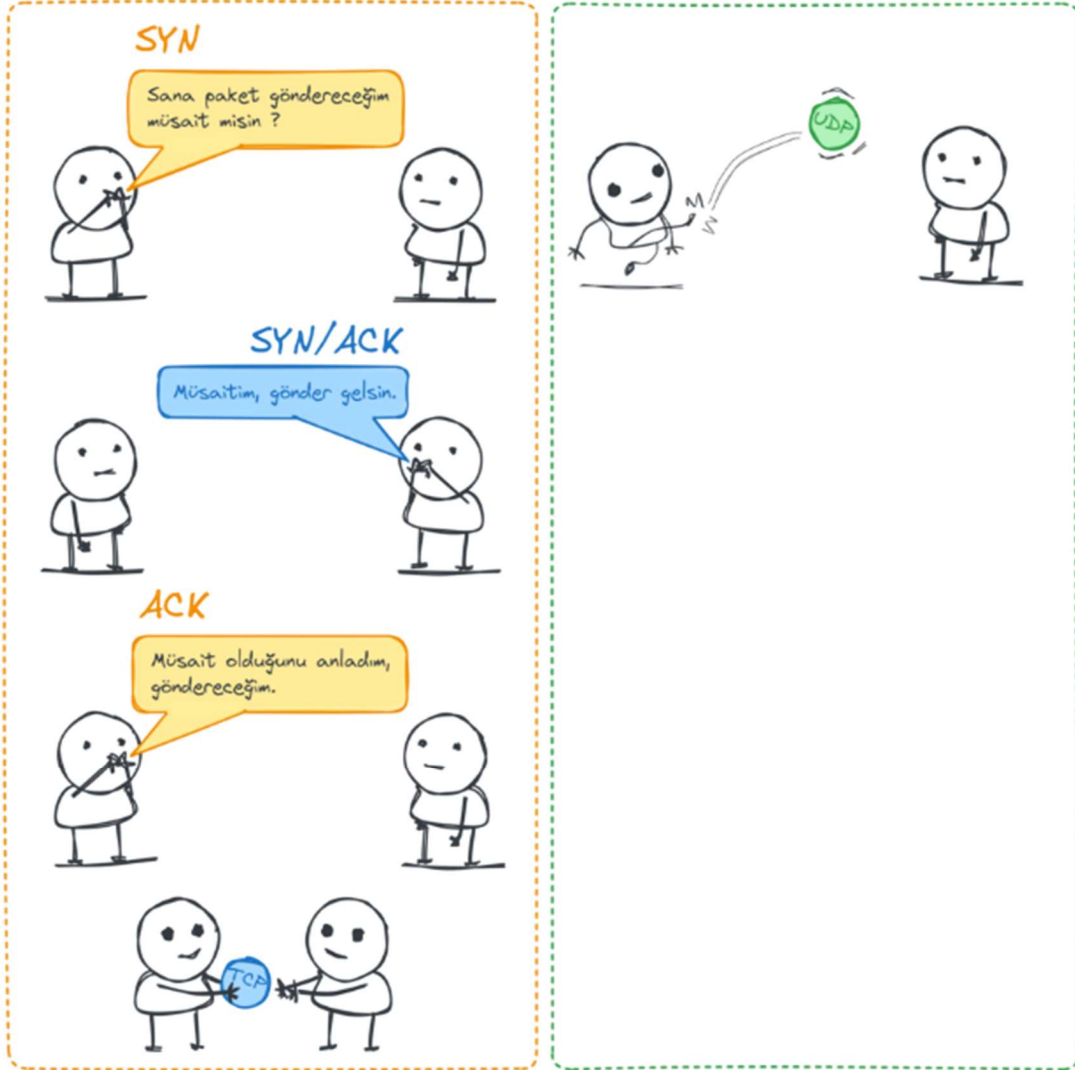 SYN
Sana paket göndereceğim
müsait misin ?
SYN/ACK
Müsaitim, gönder gelsin.
ACK
Müsait olduğunu anladım,
göndereceğim.
TCP
UDP